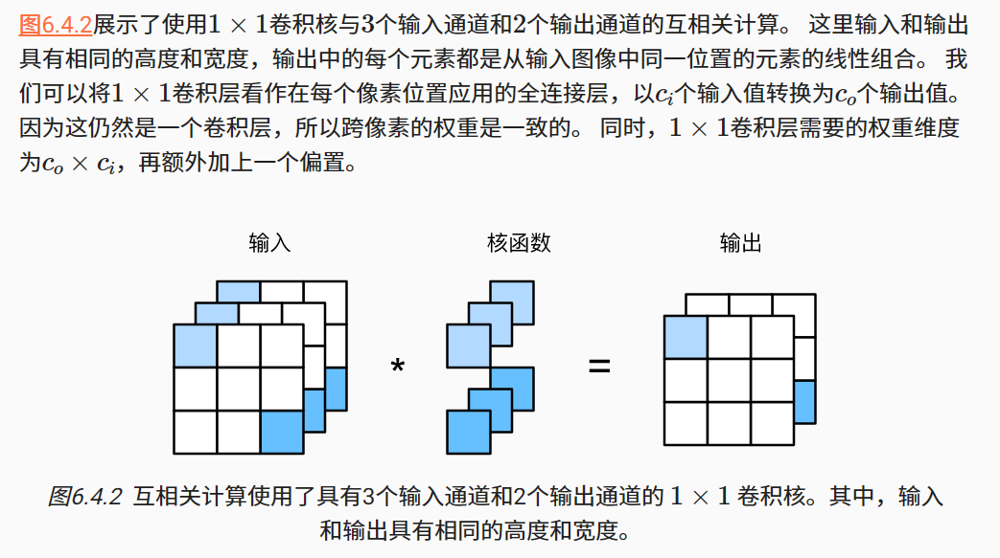 图6.4.2展示了使用1 × 1卷积核与3个输入通道和2个输出通道的互相关计算。 这里输入和输出
具有相同的高度和宽度，输出中的每个元素都是从输入图像中同一位置的元素的线性组合。 我
们可以将1 × 1卷积层看作在每个像素位置应用的全连接层，以cᵢ个输入值转换为cₒ个输出值。
因为这仍然是一个卷积层，所以跨像素的权重是一致的。 同时，1 × 1卷积层需要的权重维度
为cₒ × cᵢ，再额外加上一个偏置。
输入 核函数 输出
* =
图6.4.2 互相关计算使用了具有3个输入通道和2个输出通道的 1 × 1 卷积核。其中，输入
和输出具有相同的高度和宽度。